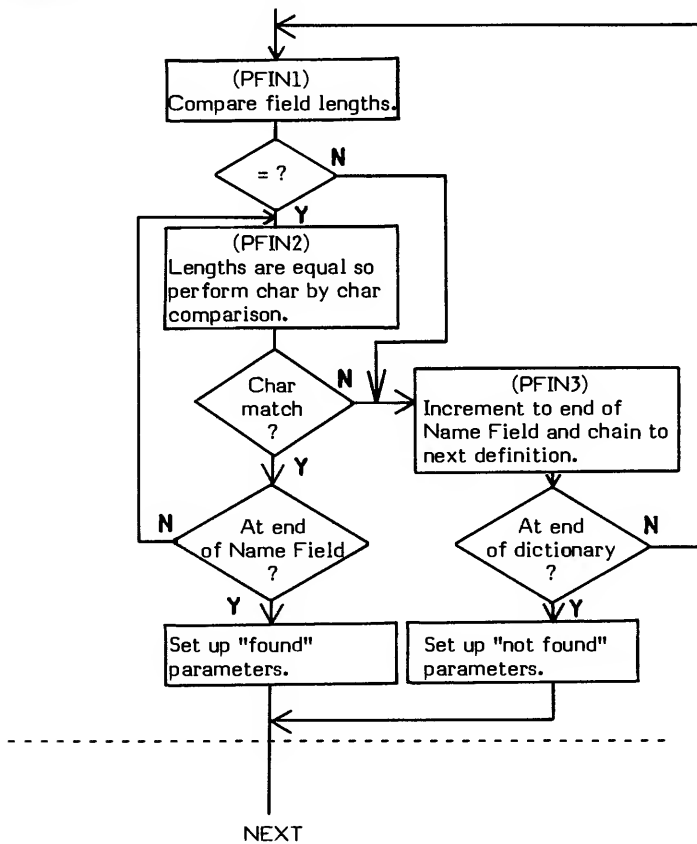 (PFIN1)
Compare field lengths.
N
= ?
Y
(PFIN2)
Lengths are equal so
perform char by char
comparison.
Char
match
?
N
Y
(PFIN3)
Increment to end of
Name Field and chain to
next definition.
N
At end
of Name Field
?
Y
At end
of dictionary
?
N
Y
Set up "found"
parameters.
Set up "not found"
parameters.
NEXT